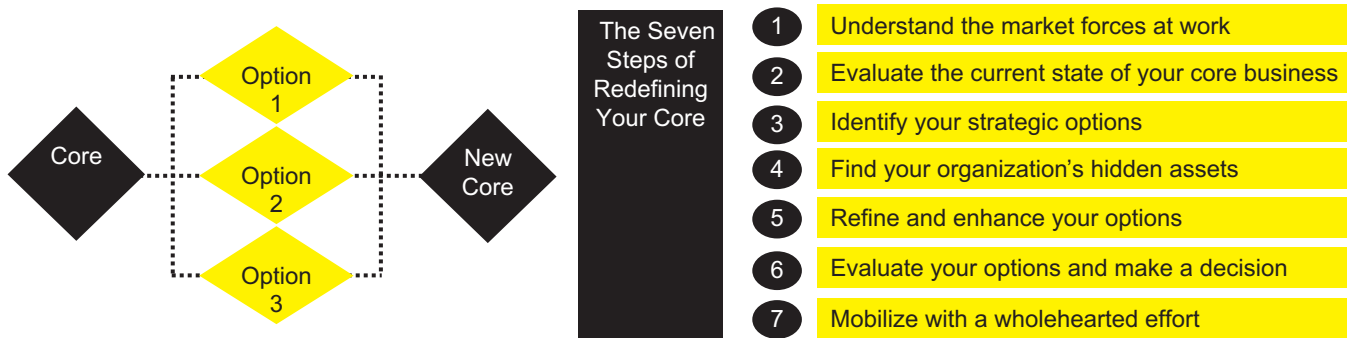 Core
Option
1
Option
2
Option
3
New
Core
The Seven
Steps of
Redefining
Your Core
1 Understand the market forces at work
2 Evaluate the current state of your core business
3 Identify your strategic options
4 Find your organization's hidden assets
5 Refine and enhance your options
6 Evaluate your options and make a decision
7 Mobilize with a wholehearted effort